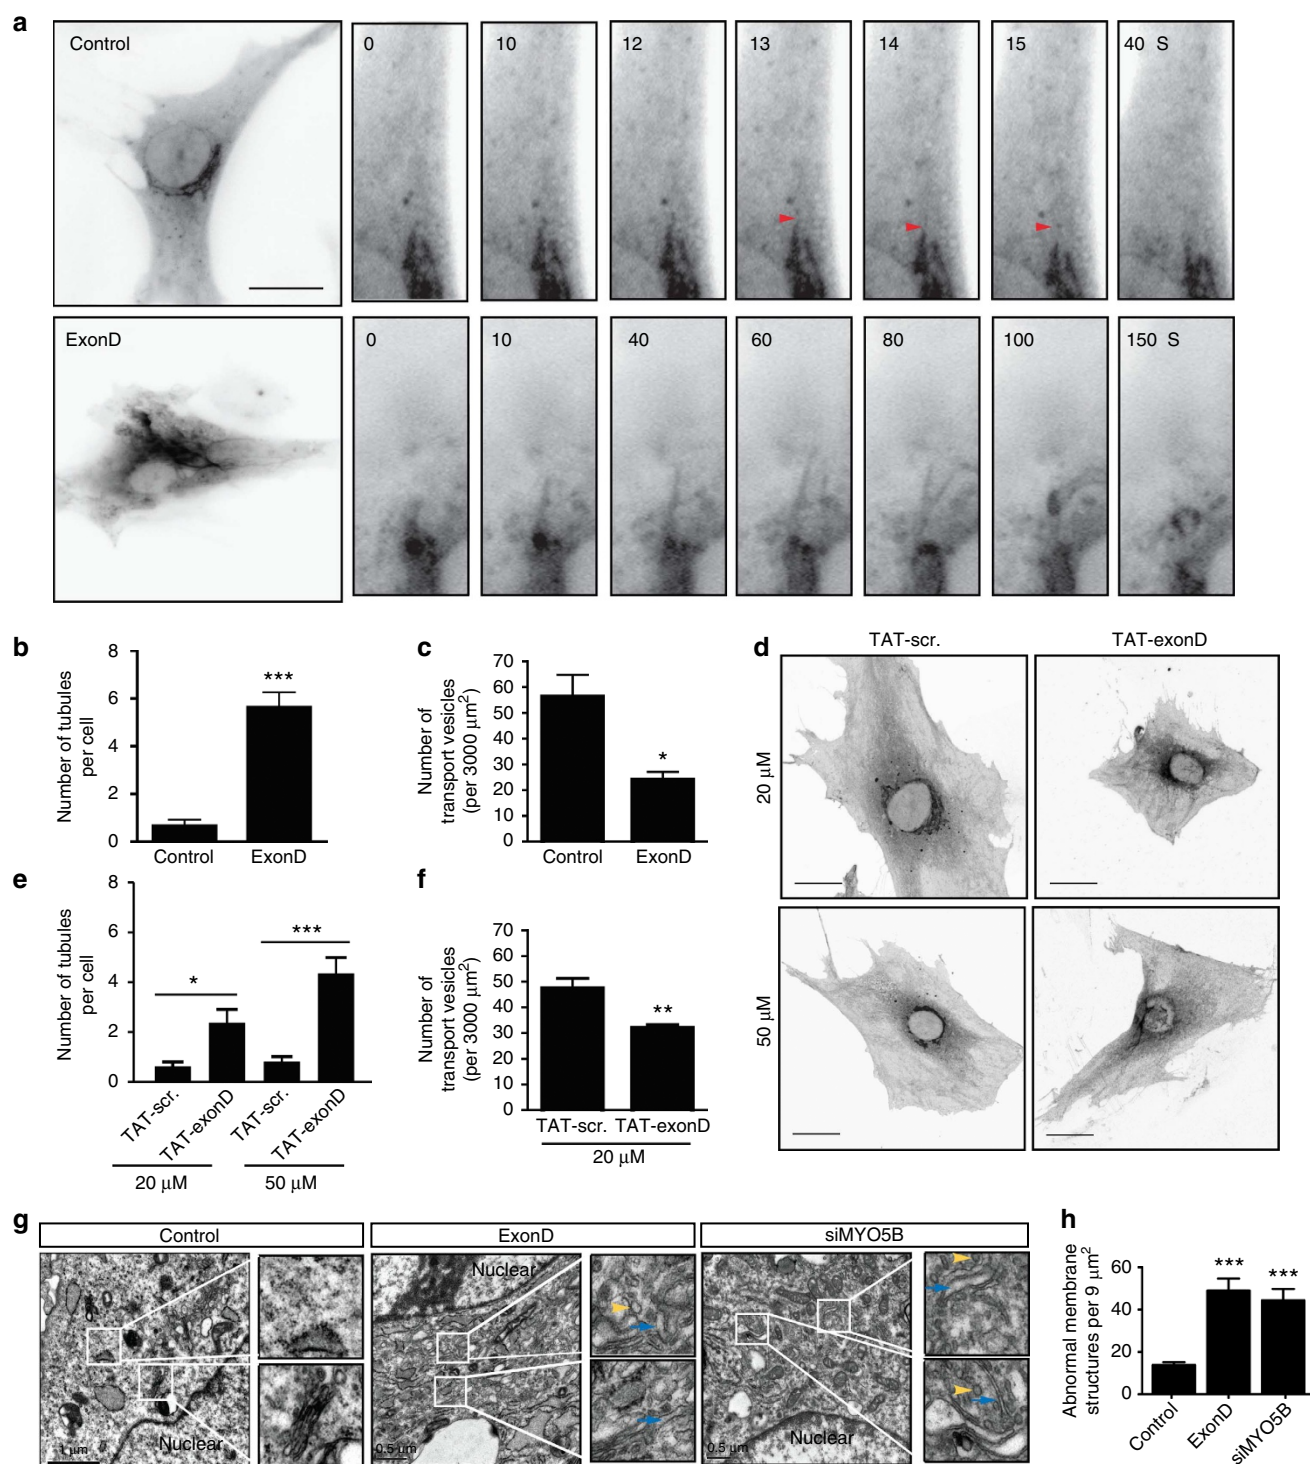 a
Control
0
10
12
13
14
15
40 S
ExonD
0
10
40
60
80
100
150 S
b
Number of tubules
per cell
8
6
4
2
0
***
Control
ExonD
c
Number of
transport vesicles
(per 3000 μm²)
70
60
50
40
30
20
10
0
*
Control
ExonD
d
TAT-scr.
TAT-exonD
20 μM
50 μM
e
Number of tubules
per cell
8
6
4
2
0
*
***
TAT-scr.
TAT-exonD
TAT-scr.
TAT-exonD
20 μM
50 μM
f
Number of
transport vesicles
(per 3000 μm²)
70
60
50
40
30
20
10
0
**
TAT-scr.
TAT-exonD
20 μM
g
Control
ExonD
siMYO5B
Nuclear
1 μm
Nuclear
0.5 μm
Nuclear
0.5 μm
h
Abnormal membrane
structures per 9 μm²
60
40
20
0
***
***
Control
ExonD
siMYO5B